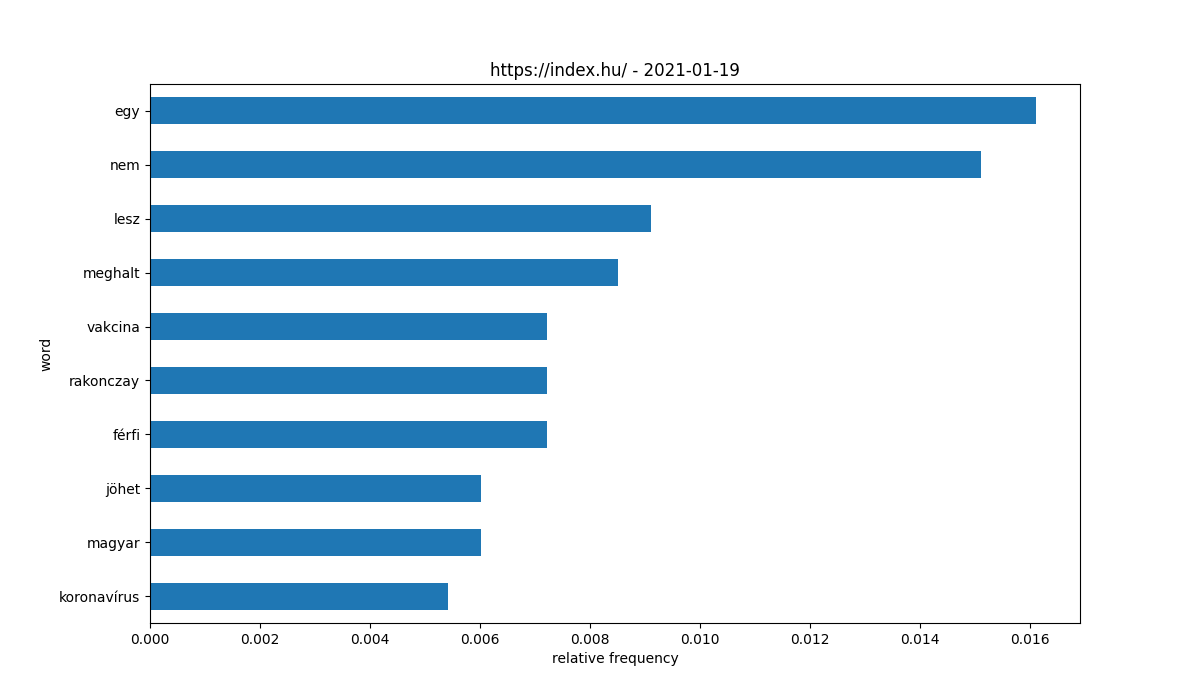 https://index.hu/ - 2021-01-19
egy
nem
lesz
meghalt
vakcina
rakonczay
férfi
jöhet
magyar
koronavírus
word
0.000 0.002 0.004 0.006 0.008 0.010 0.012 0.014 0.016
relative frequency